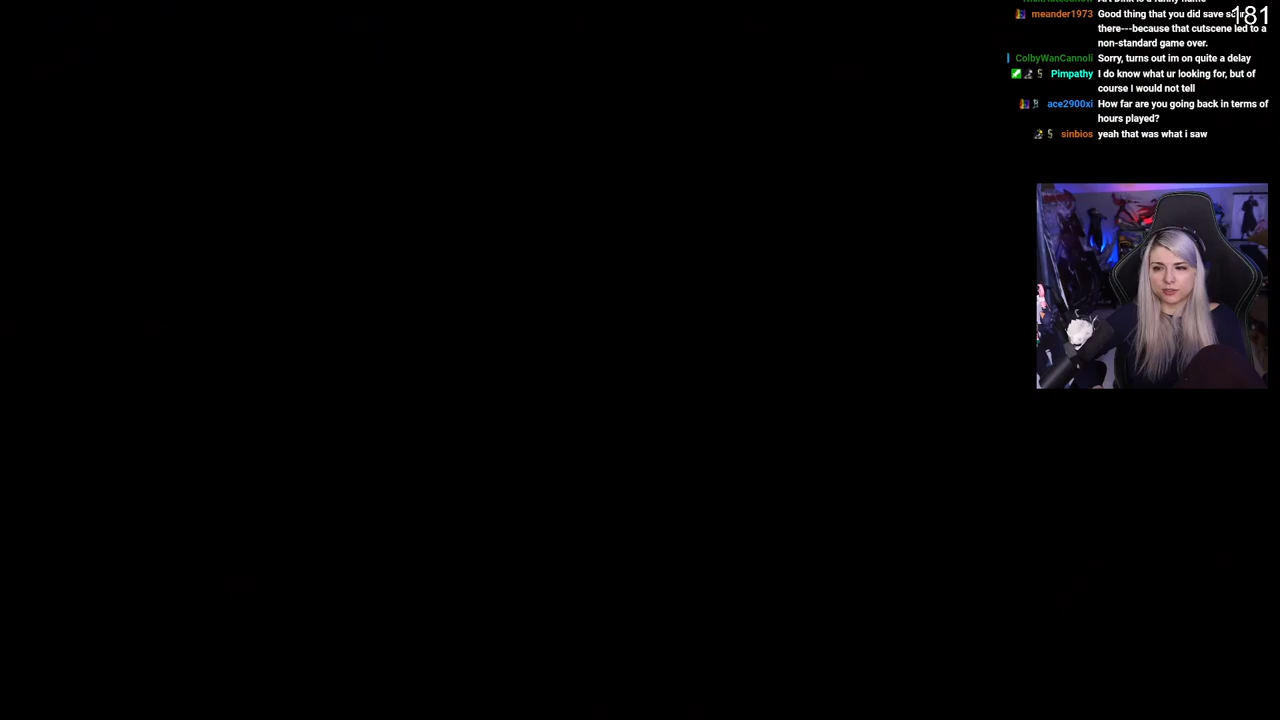 181
meander1973 Good thing that you did save
there---because that cutscene led to a
non-standard game over.
ColbyWanCannoli Sorry, turns out im on quite a delay
Pimpathy I do know what ur looking for, but of
course I would not tell
ace2900xi How far are you going back in terms of
hours played?
sinbios yeah that was what i saw